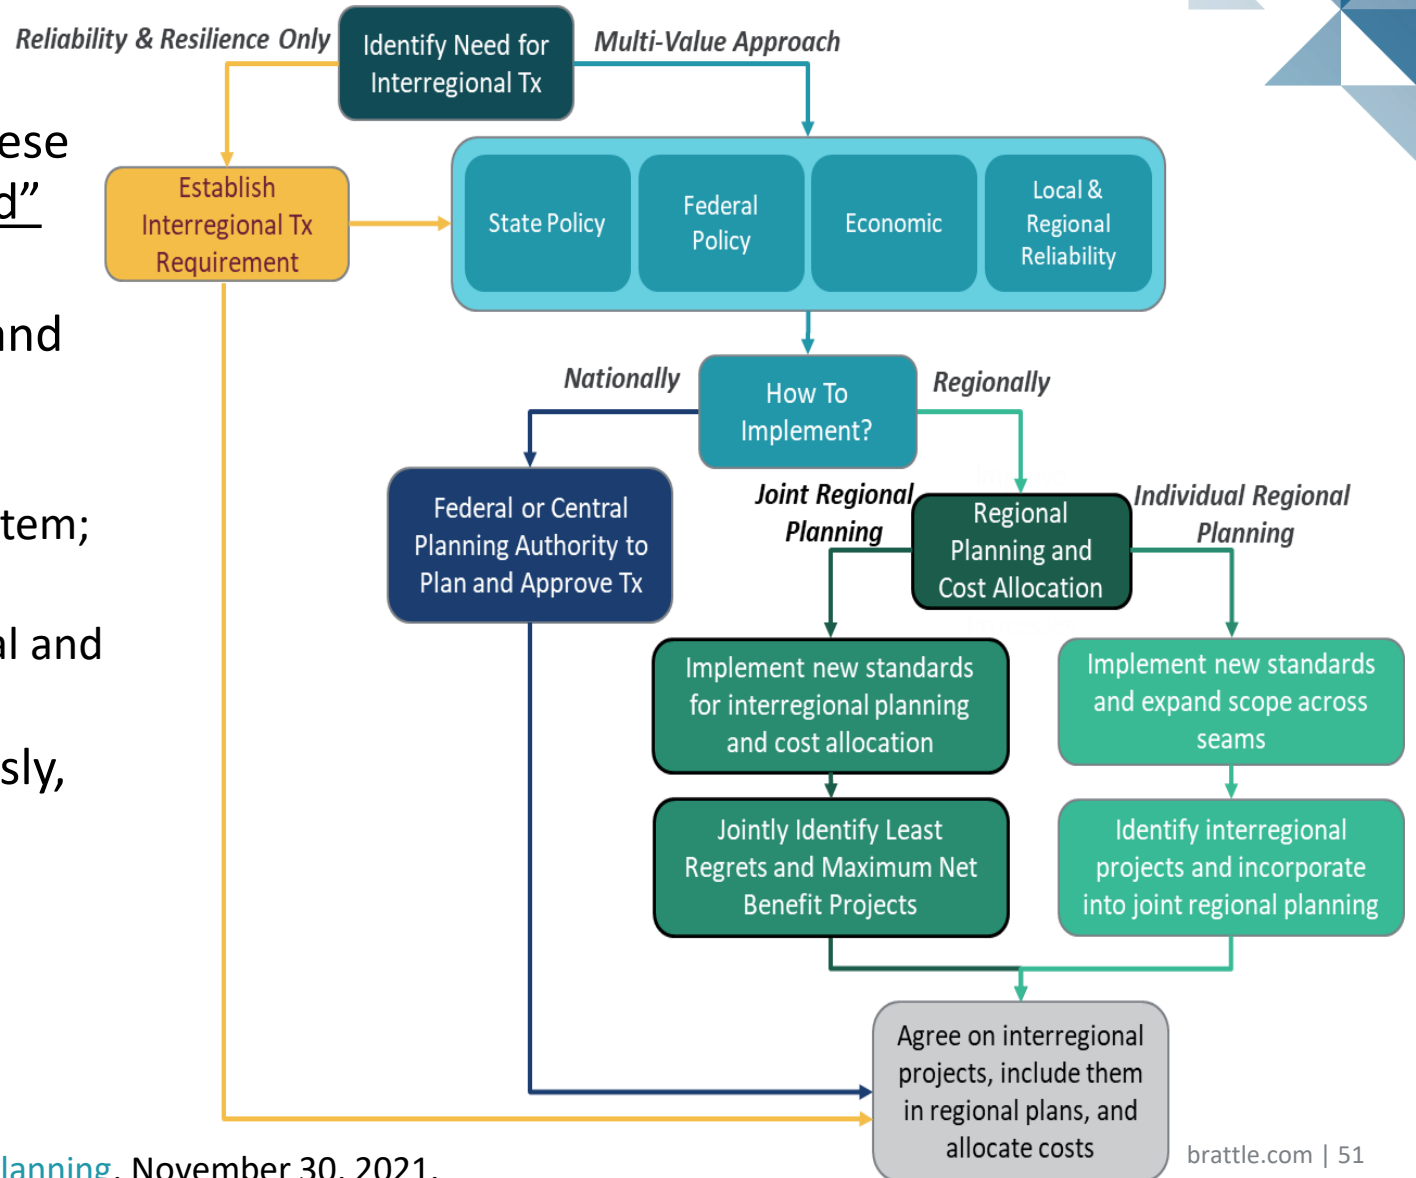 Reliability & Resilience Only
Identify Need for
Interregional Tx
Multi-Value Approach
ese
d”
and
tem;
al and
sly,
Establish
Interregional Tx
Requirement
State Policy
Federal
Policy
Economic
Local &
Regional
Reliability
Nationally
How To
Implement?
Regionally
Federal or Central
Planning Authority to
Plan and Approve Tx
Joint Regional
Planning
Regional
Planning and
Cost Allocation
Individual Regional
Planning
Implement new standards
for interregional planning
and cost allocation
Implement new standards
and expand scope across
seams
Jointly Identify Least
Regrets and Maximum Net
Benefit Projects
Identify interregional
projects and incorporate
into joint regional planning
Agree on interregional
projects, include them
in regional plans, and
allocate costs
lanning, November 30, 2021.
brattle.com | 51